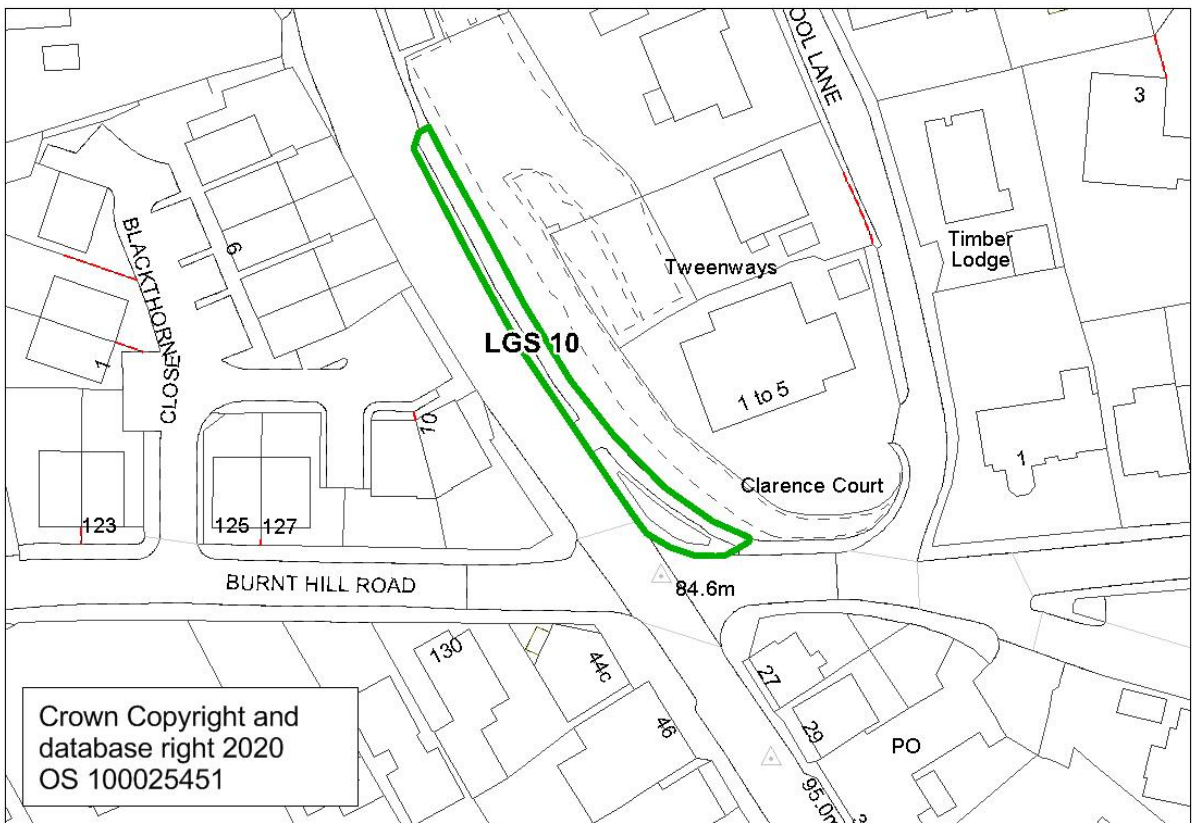 OOL LANE
3
BLACKTHORN
CLOSE
6
Timber
Lodge
Tweenways
LGS 10
1
1 to 5
10
1
Clarence Court
123
125
127
BURNT HILL ROAD
84.6m
130
44c
27
46
29
PO
95.0m
Crown Copyright and
database right 2020
OS 100025451